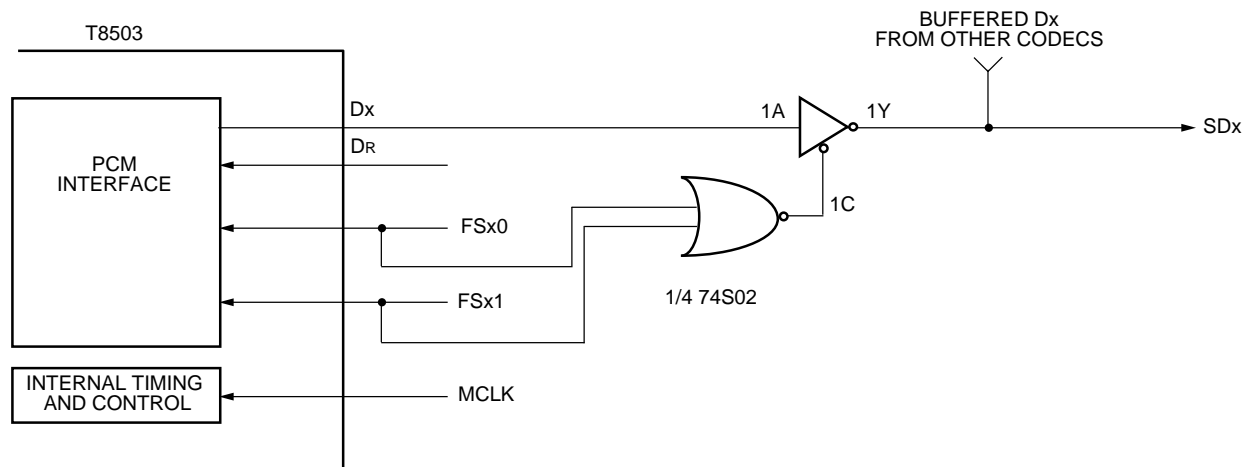 T8503
BUFFERED Dx
FROM OTHER CODECS
Dx
1A
1Y
SDx
DR
PCM
INTERFACE
1C
FSx0
1/4 74S02
FSx1
INTERNAL TIMING
AND CONTROL
MCLK